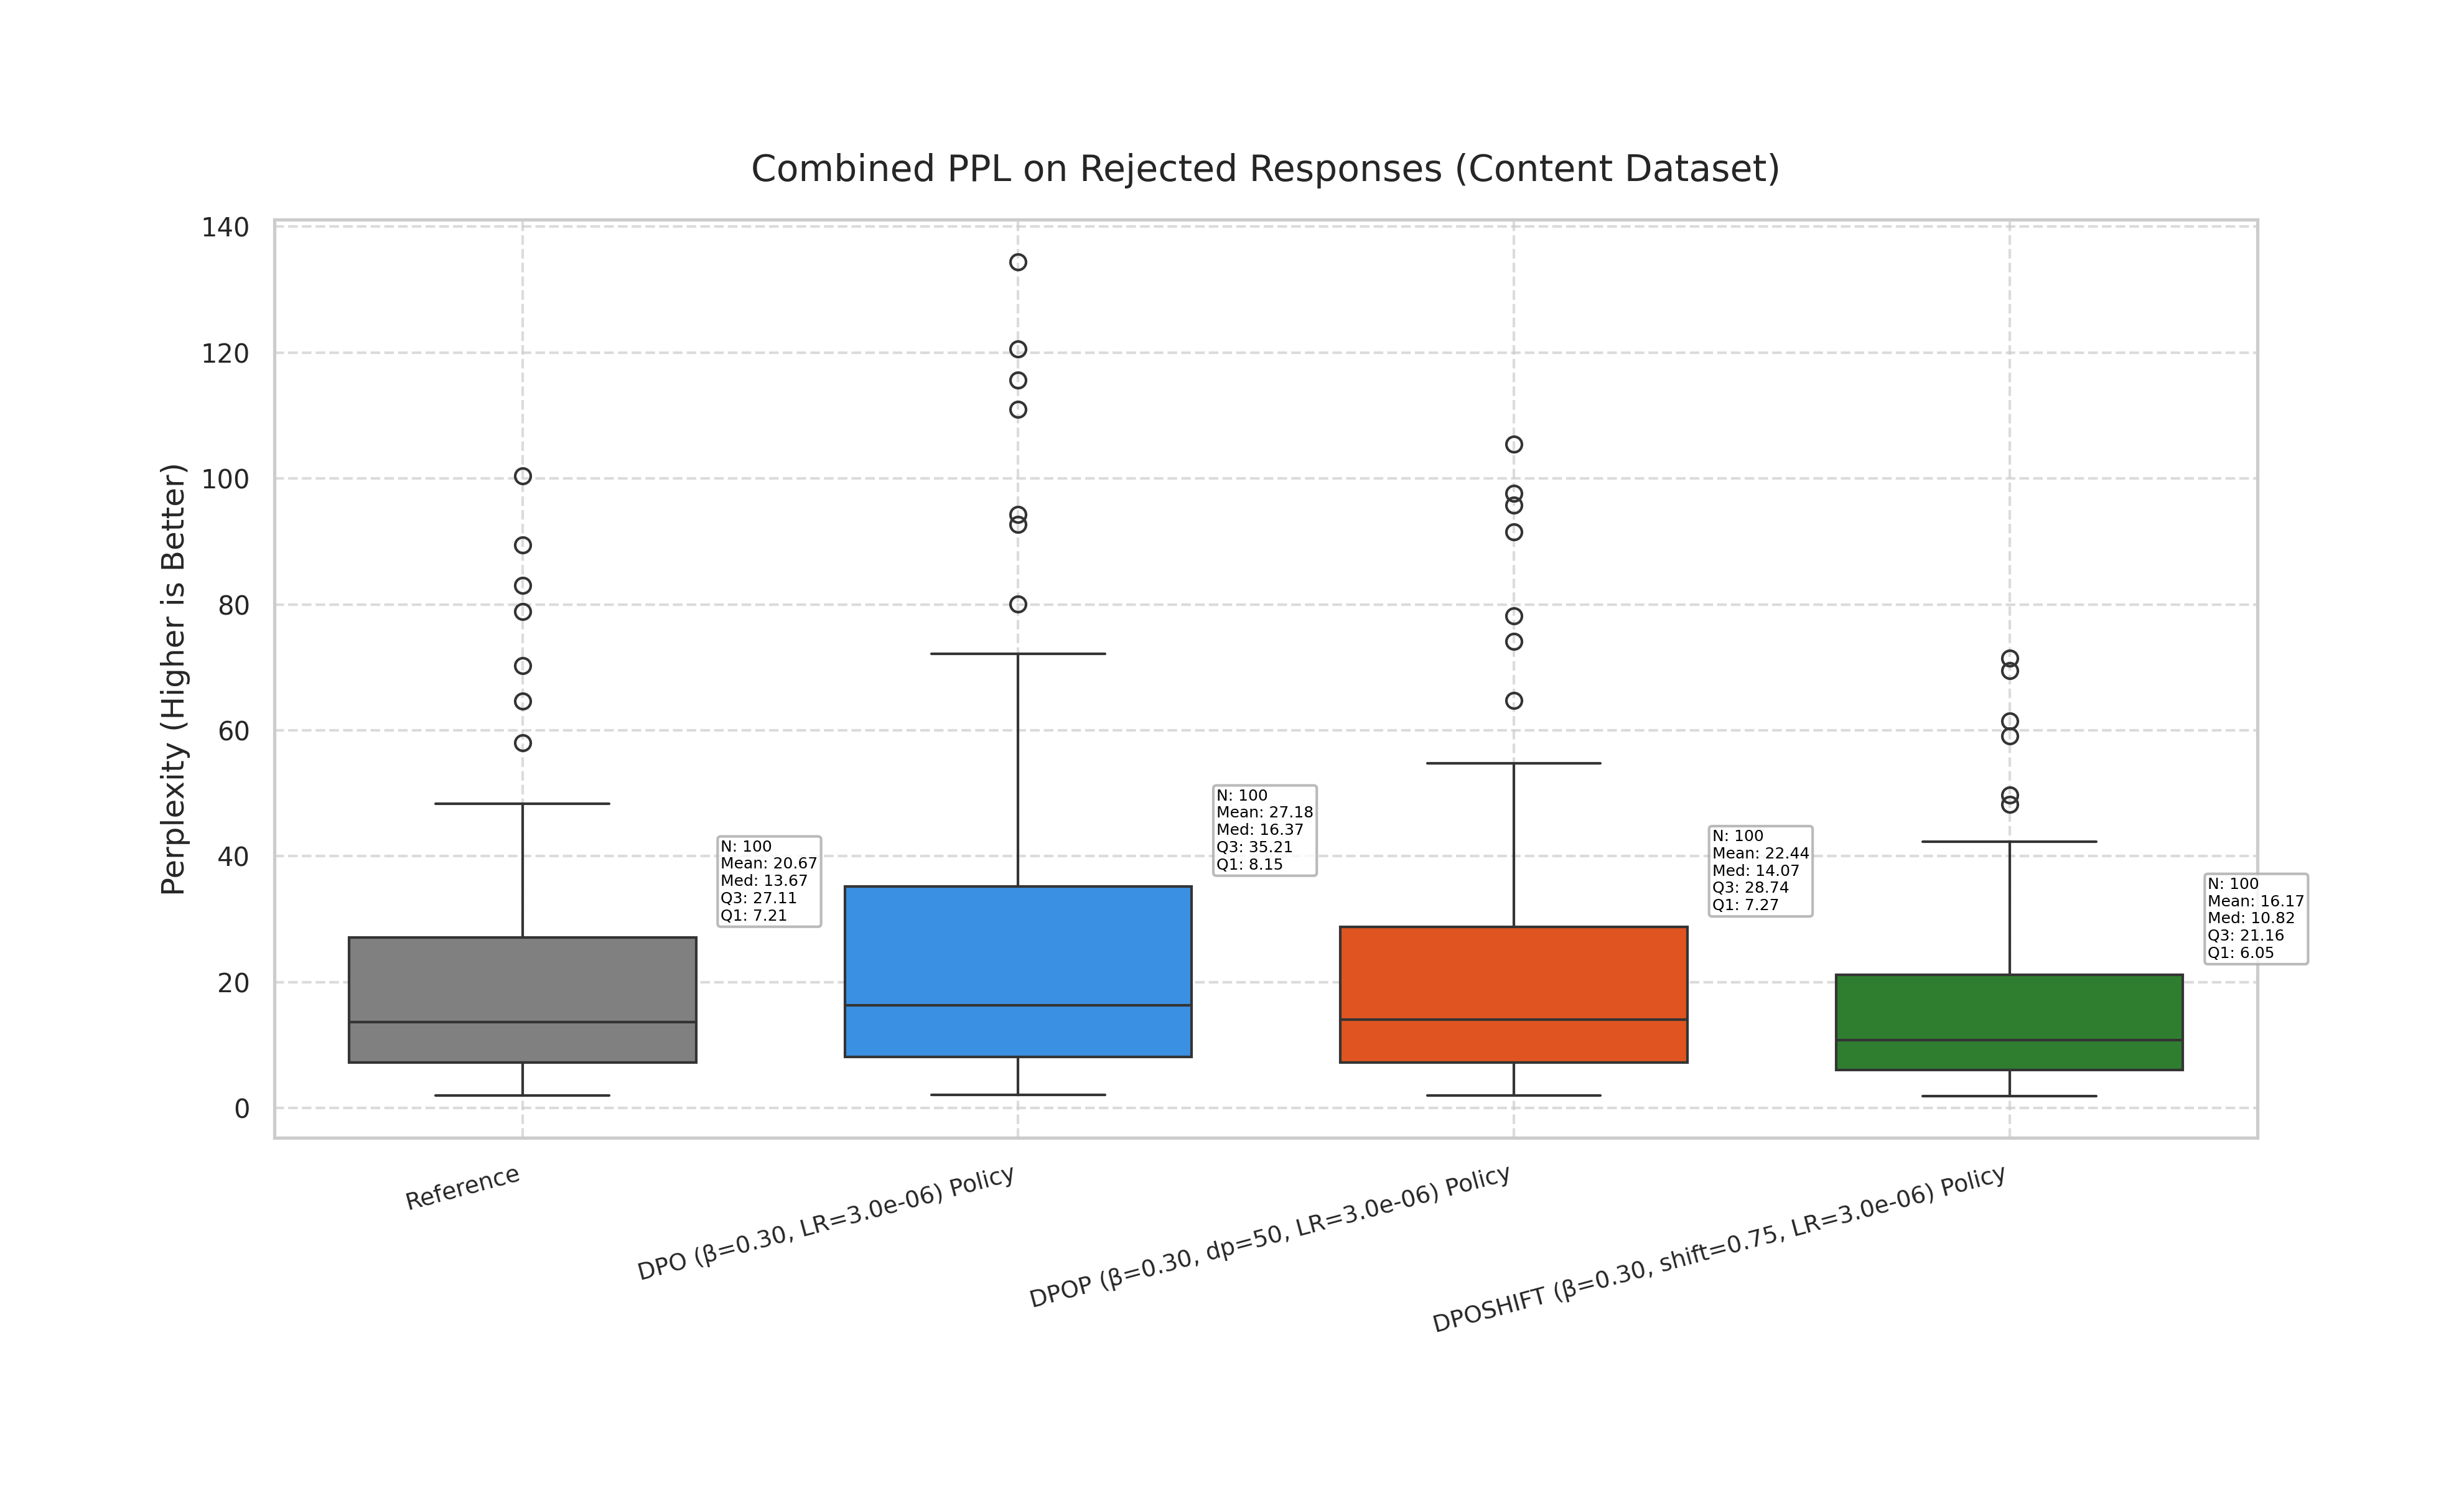 Combined PPL on Rejected Responses (Content Dataset)
Perplexity (Higher is Better)
140
120
100
80
60
40
20
0
N: 100
Mean: 20.67
Med: 13.67
Q3: 27.11
Q1: 7.21
N: 100
Mean: 27.18
Med: 16.37
Q3: 35.21
Q1: 8.15
N: 100
Mean: 22.44
Med: 14.07
Q3: 28.74
Q1: 7.27
N: 100
Mean: 16.17
Med: 10.82
Q3: 21.16
Q1: 6.05
Reference
DPO (β=0.30, LR=3.0e-06) Policy
DPOP (β=0.30, dp=50, LR=3.0e-06) Policy
DPOSHIFT (β=0.30, shift=0.75, LR=3.0e-06) Policy